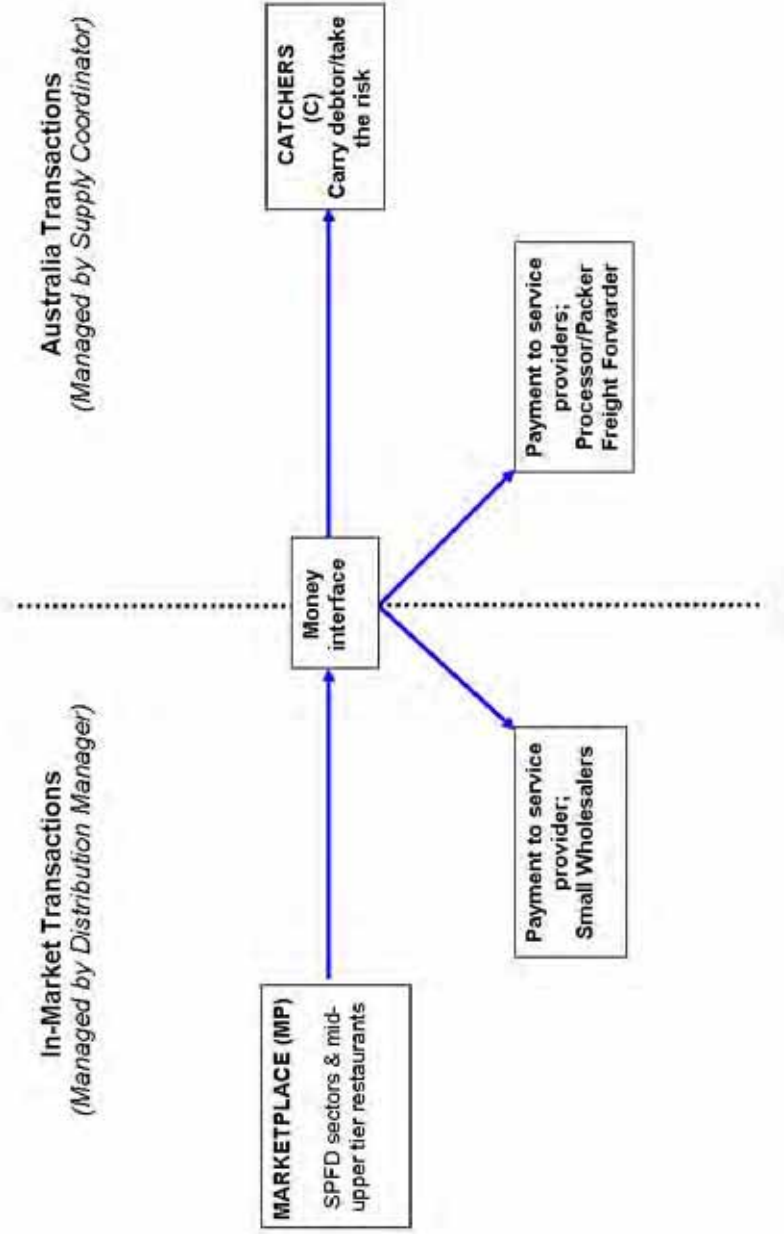 In-Market Transactions
(Managed by Distribution Manager)
Australia Transactions
(Managed by Supply Coordinator)
MARKETPLACE (MP)
SPFD sectors & mid-
upper tier restaurants
Money
interface
CATCHERS
(C)
Carry debtor/take
the risk
Payment to service
provider;
Small Wholesalers
Payment to service
providers;
Processor/Packer
Freight Forwarder